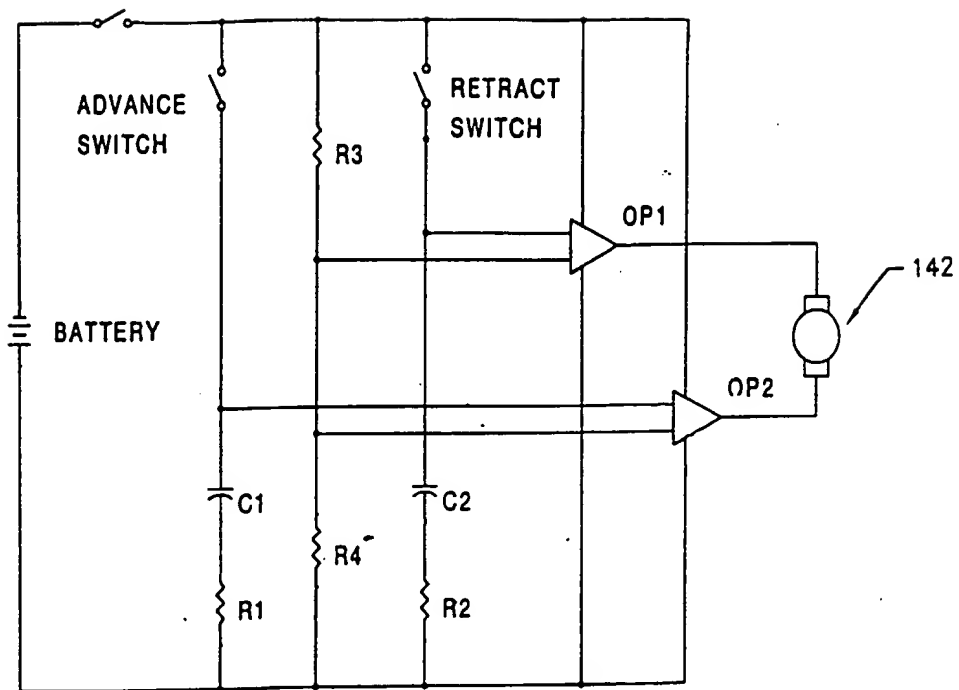 ADVANCE
SWITCH
RETRACT
SWITCH
R3
OP1
142
BATTERY
OP2
C1
C2
R4
R1
R2